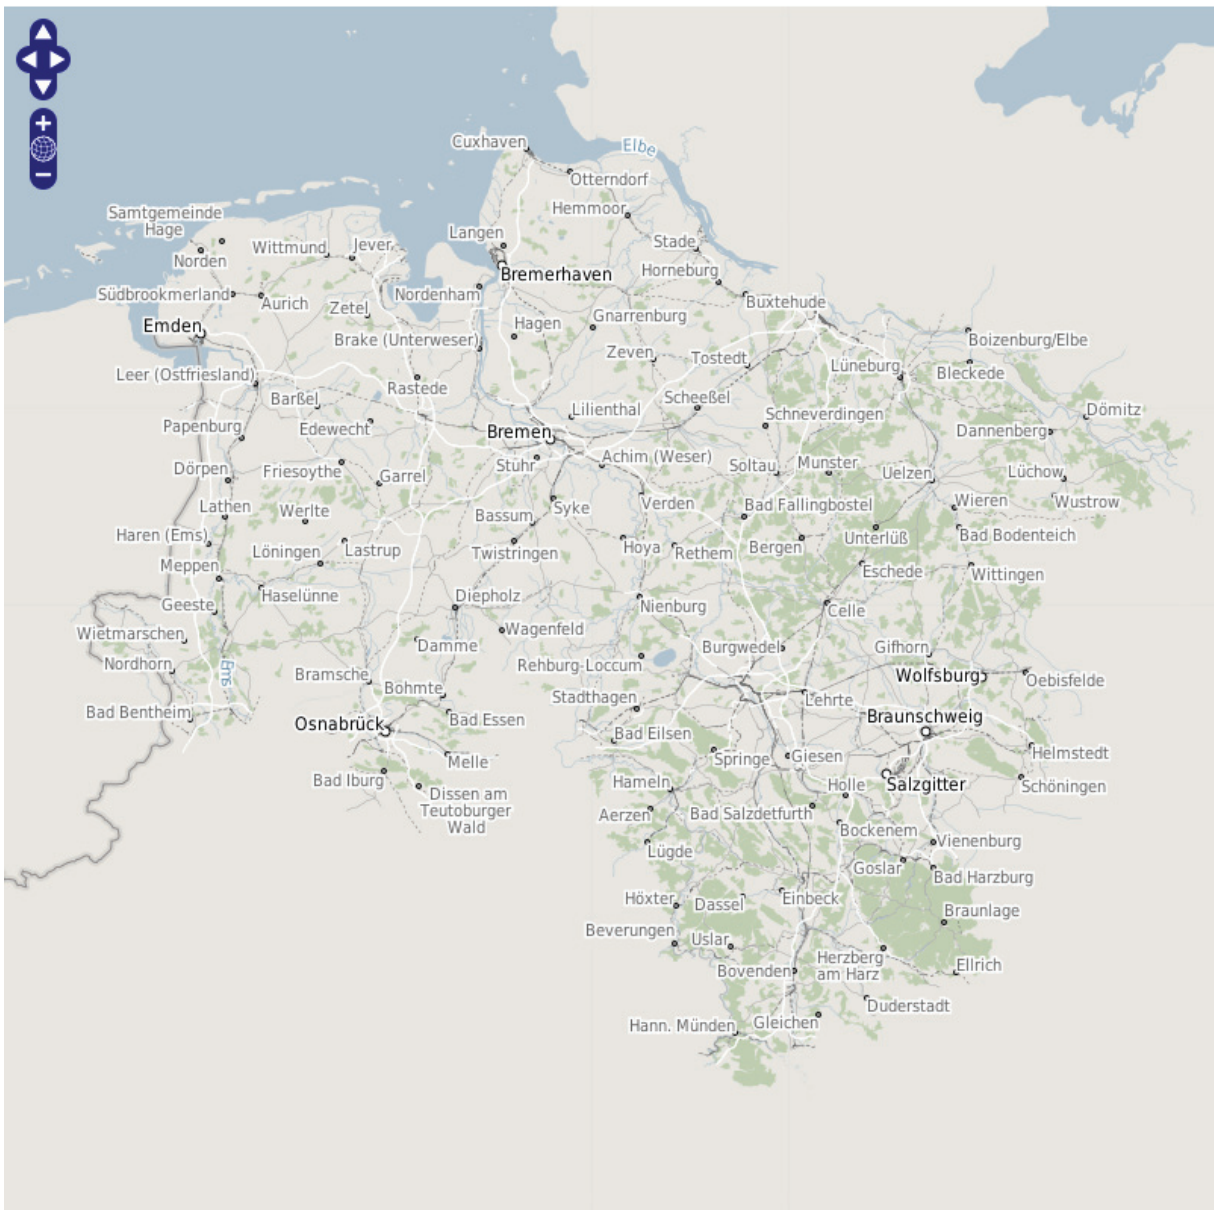 Cuxhaven
Elbe
Otterndorf
Hemmoor
Samtgemeinde
Hage
Langen
Stade
Wittmund
Jever
Norden
Bremerhaven
Horneburg
Südbrookmerland
Aurich
Zetel
Nordenham
Buxtehude
Emden
Hagen
Gnarrenburg
Brake (Unterweser)
Boizenburg/Elbe
Zeven
Tostedt
Lüneburg
Bleckede
Leer (Ostfriesland)
Rastede
Barßel
Scheeßel
Lilienthal
Schneverdingen
Dömitz
Papenburg
Edewecht
Bremen
Dannenberg
Achim (Weser)
Dörpen
Friesoythe
Garrel
Stuhr
Soltau
Munster
Uelzen
Lüchow
Lathen
Werlte
Bassum
Syke
Verden
Bad Fallingbostel
Wieren
Wustrow
Haren (Ems)
Löningen
Lastrup
Twistringen
Hoya
Rethem
Bergen
Unterlüß
Bad Bodenteich
Meppen
Eschede
Wittingen
Geeste
Haselünne
Diepholz
Nienburg
Celle
Wietmarschen
Damme
Wagenfeld
Burgwedel
Gifhorn
Nordhorn
Ems
Bramsche
Bohmte
Rehburg-Loccum
Wolfsburg
Oebisfelde
Stadthagen
Lehrte
Bad Bentheim
Osnabrück
Bad Essen
Braunschweig
Bad Eilsen
Melle
Springe
Giesen
Helmstedt
Bad Iburg
Hameln
Holle
Salzgitter
Schöningen
Dissen am
Teutoburger
Wald
Aerzen
Bad Salzdetfurth
Bockenem
Vienenburg
Lügde
Goslar
Bad Harzburg
Höxter
Dassel
Einbeck
Braunlage
Beverungen
Uslar
Herzberg
am Harz
Bovenden
Ellrich
Duderstadt
Hann. Münden
Gleichen